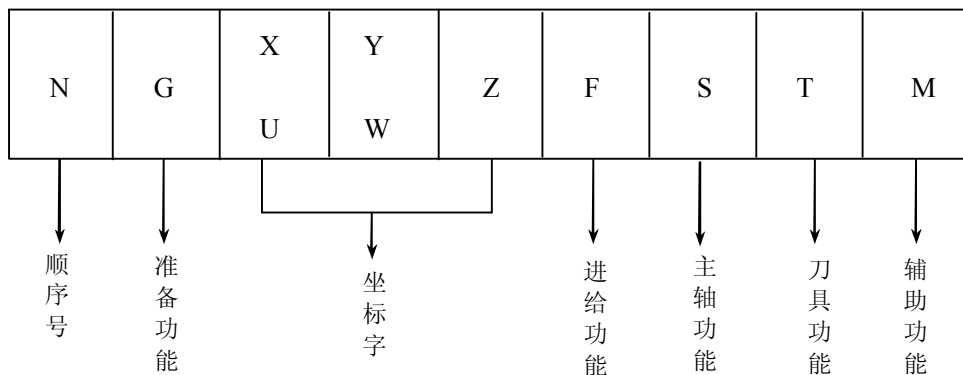 N G X Y Z F S T M
U W
顺序号
准备功能
坐标字
进给功能
主轴功能
刀具功能
辅助功能